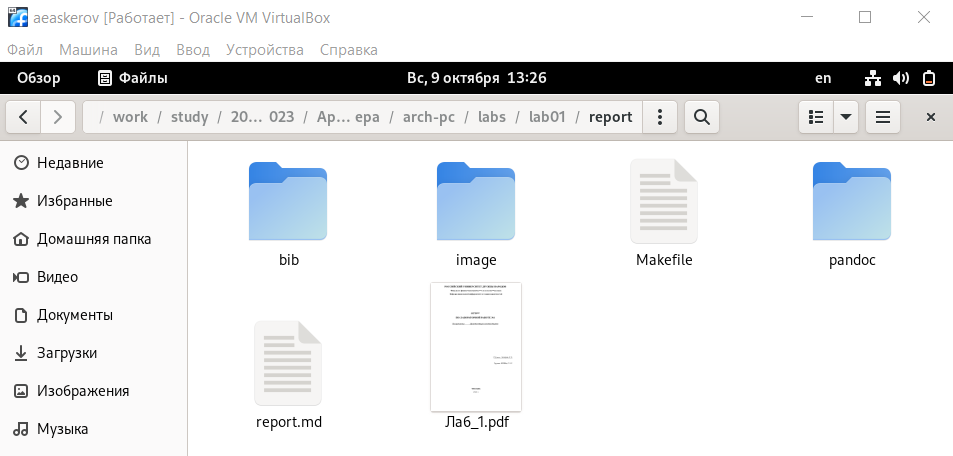 aeaskerov [Работает] - Oracle VM VirtualBox
Файл Машина Вид Ввод Устройства Справка
Обзор Файлы Вс, 9 октября 13:26 en
/ work / study / 20… 023 / Ар… ера / arch-pc / labs / lab01 / report
Недавние
Избранные
Домашняя папка
Видео
Документы
Загрузки
Изображения
Музыка
bib image Makefile pandoc
report.md Ла6_1.pdf